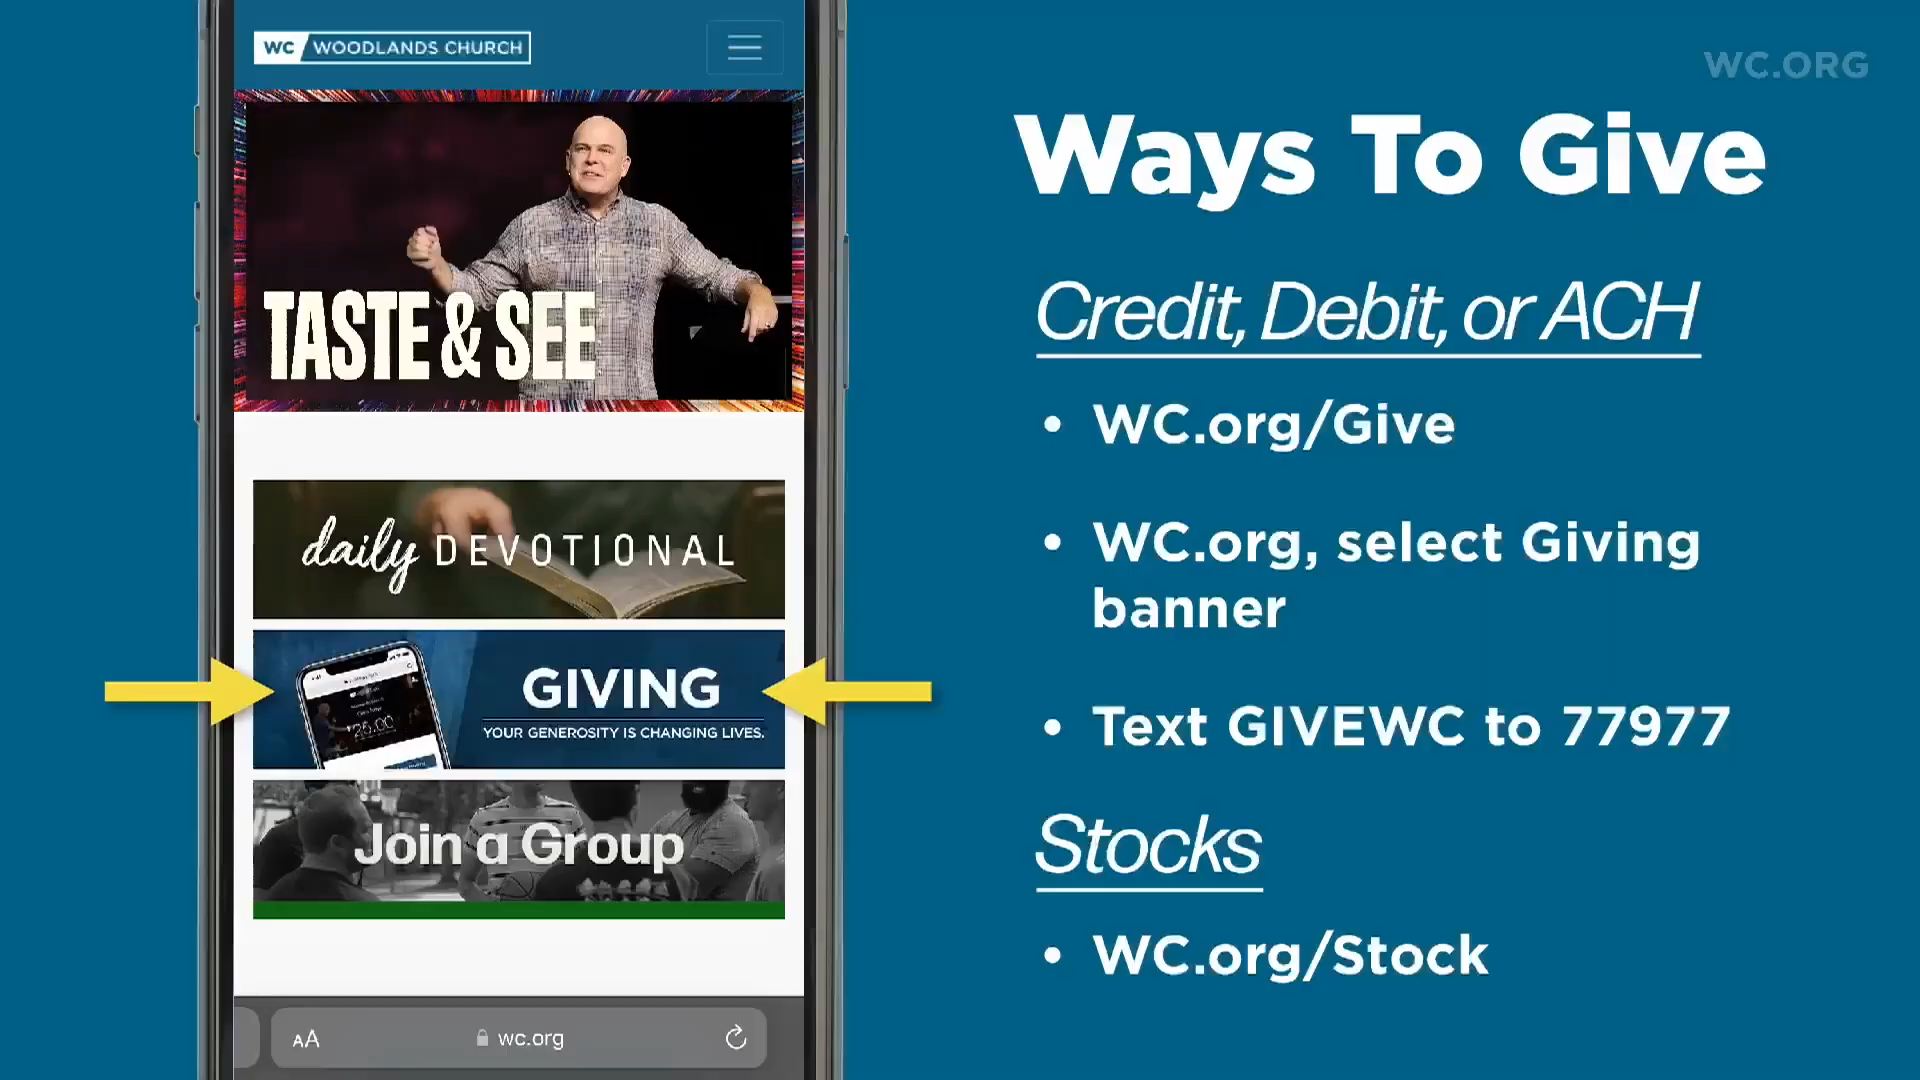 WC WOODLANDS CHURCH
TASTE & SEE
daily DEVOTIONAL
GIVING
YOUR GENEROSITY IS CHANGING LIVES.
Join a Group
AA wc.org
WC.ORG
Ways To Give
Credit, Debit, or ACH
• WC.org/Give
• WC.org, select Giving
banner
• Text GIVEWC to 77977
Stocks
• WC.org/Stock